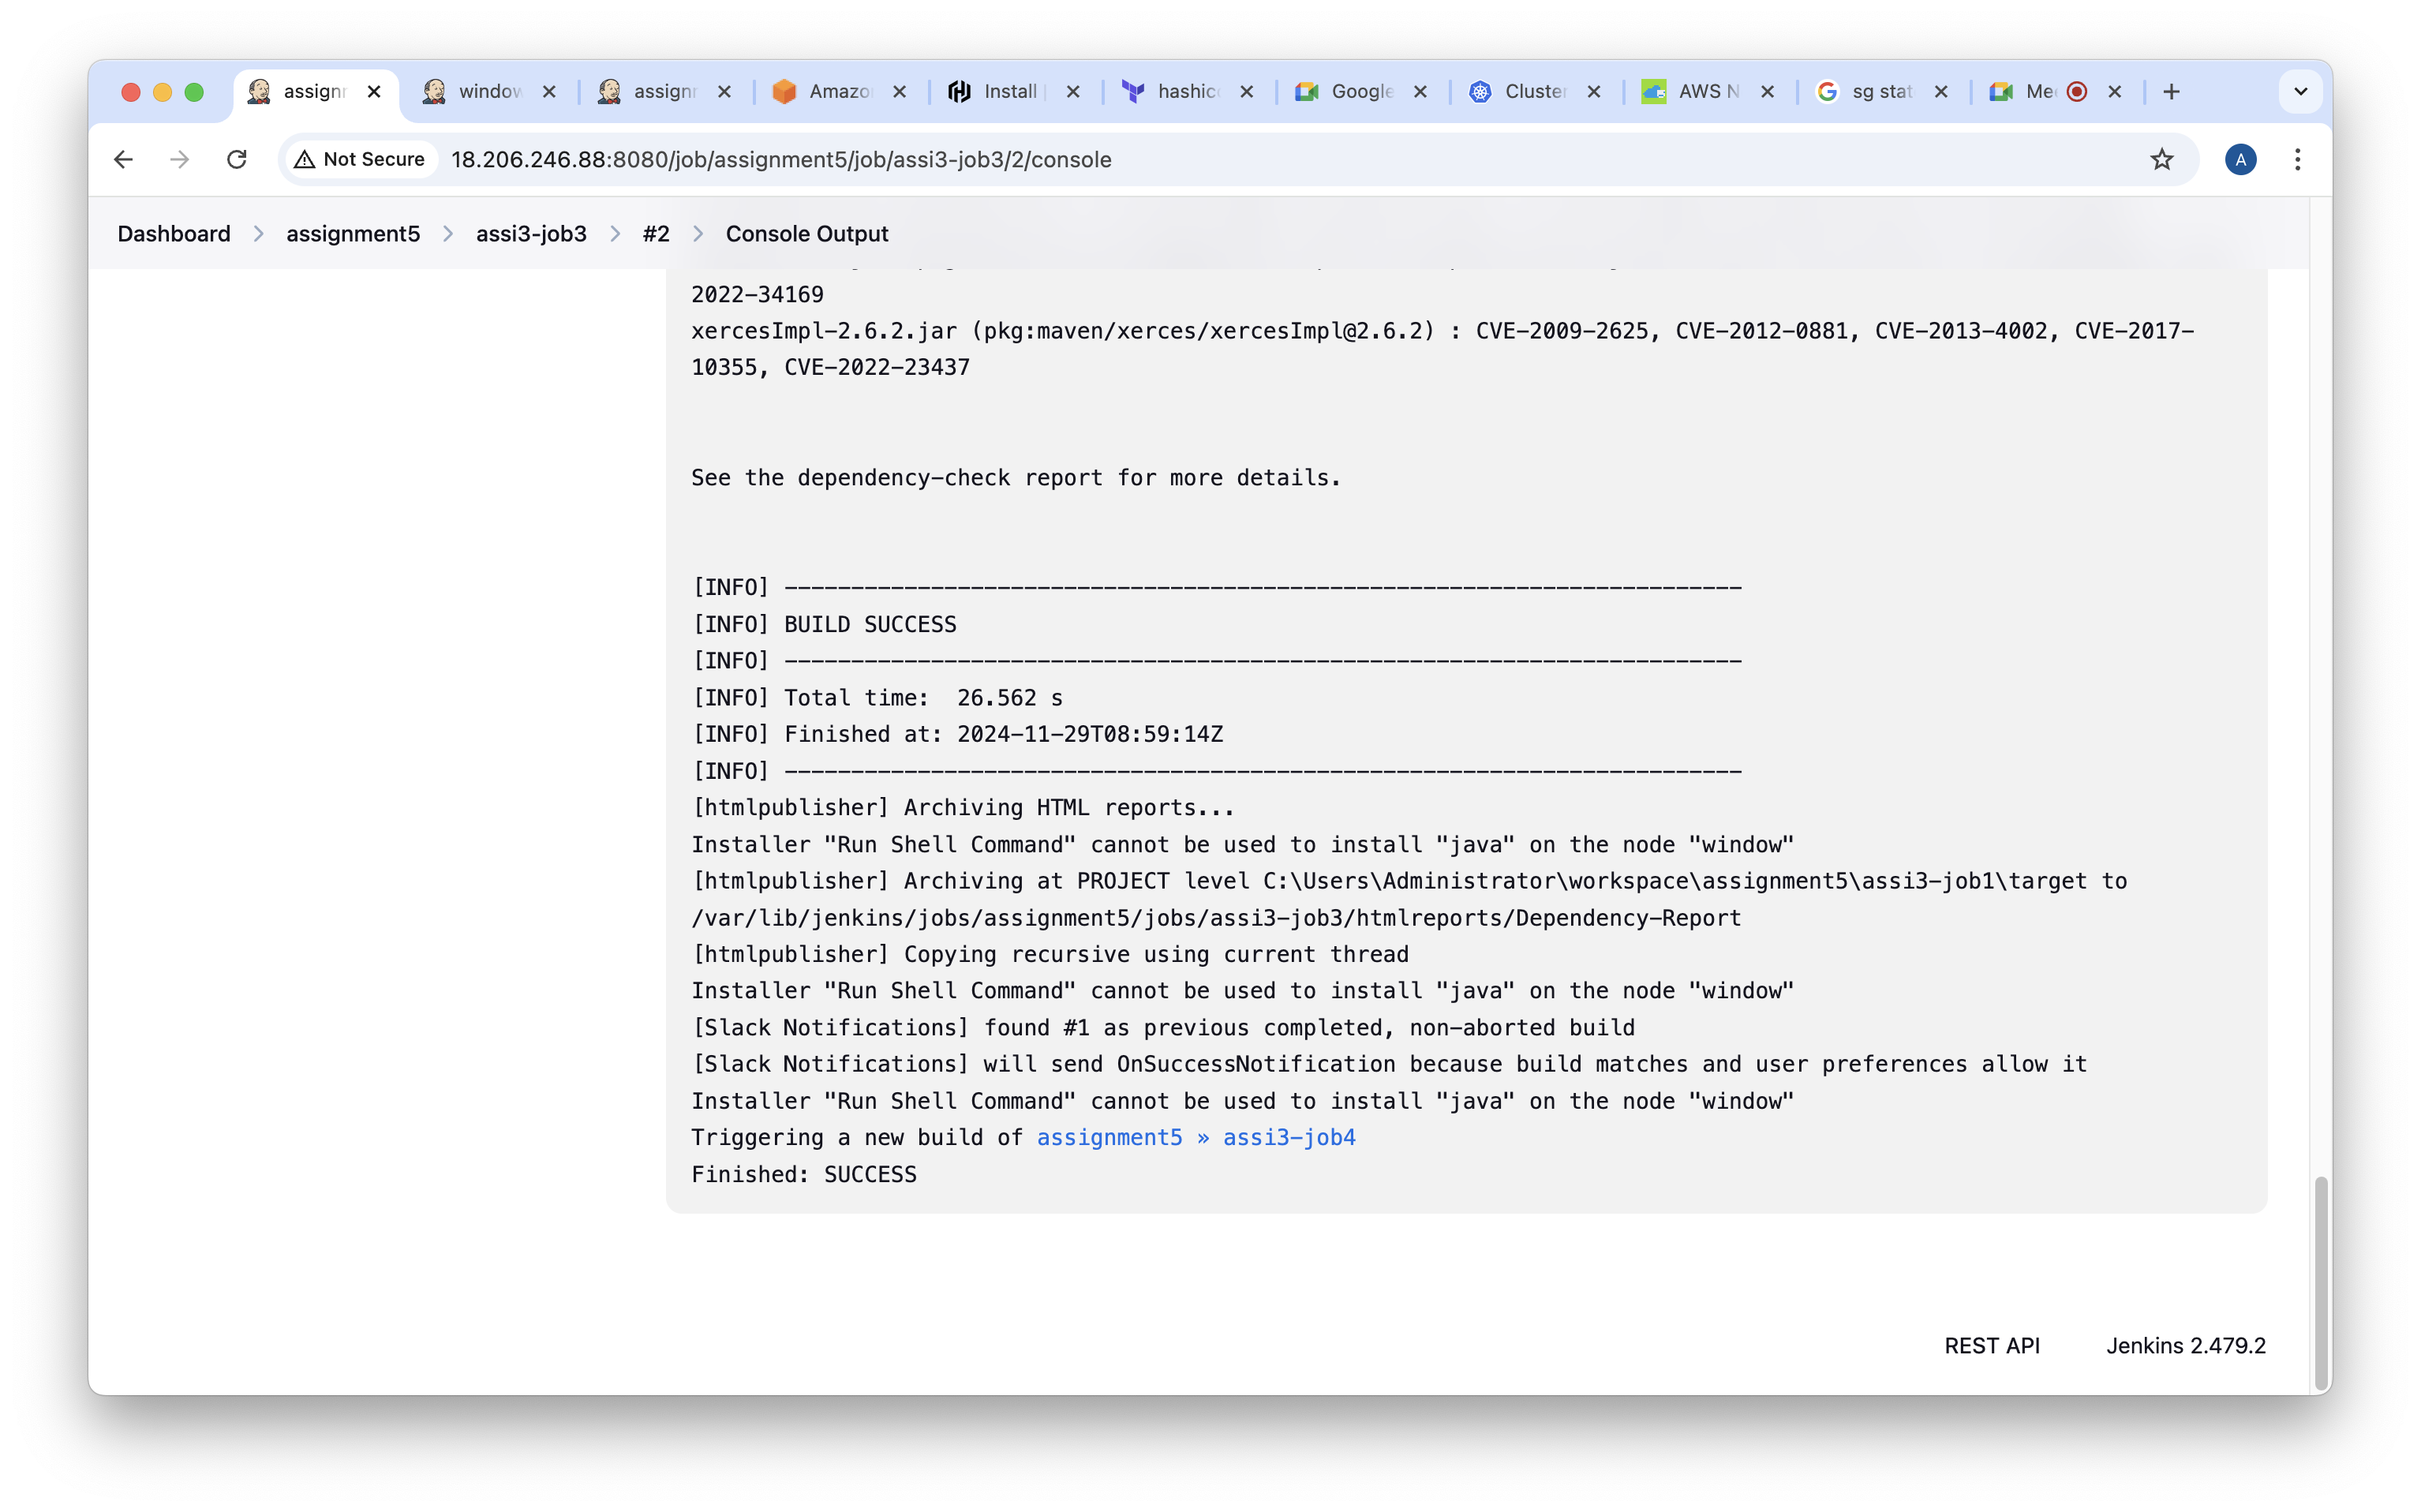 assignr
window
assignr
Amazo
Install
hashic
Google
Cluster
AWS N
sg stat
Me
Not Secure
18.206.246.88:8080/job/assignment5/job/assi3-job3/2/console
A
Dashboard
assignment5
assi3-job3
#2
Console Output
2022-34169
xercesImpl-2.6.2.jar (pkg:maven/xerces/xercesImpl@2.6.2) : CVE-2009-2625, CVE-2012-0881, CVE-2013-4002, CVE-2017-
10355, CVE-2022-23437
See the dependency-check report for more details.
[INFO] ------------------------------------------------------------------------
[INFO] BUILD SUCCESS
[INFO] ------------------------------------------------------------------------
[INFO] Total time:  26.562 s
[INFO] Finished at: 2024-11-29T08:59:14Z
[INFO] ------------------------------------------------------------------------
[htmlpublisher] Archiving HTML reports...
Installer "Run Shell Command" cannot be used to install "java" on the node "window"
[htmlpublisher] Archiving at PROJECT level C:\Users\Administrator\workspace\assignment5\assi3-job1\target to
/var/lib/jenkins/jobs/assignment5/jobs/assi3-job3/htmlreports/Dependency-Report
[htmlpublisher] Copying recursive using current thread
Installer "Run Shell Command" cannot be used to install "java" on the node "window"
[Slack Notifications] found #1 as previous completed, non-aborted build
[Slack Notifications] will send OnSuccessNotification because build matches and user preferences allow it
Installer "Run Shell Command" cannot be used to install "java" on the node "window"
Triggering a new build of assignment5 » assi3-job4
Finished: SUCCESS
REST API
Jenkins 2.479.2